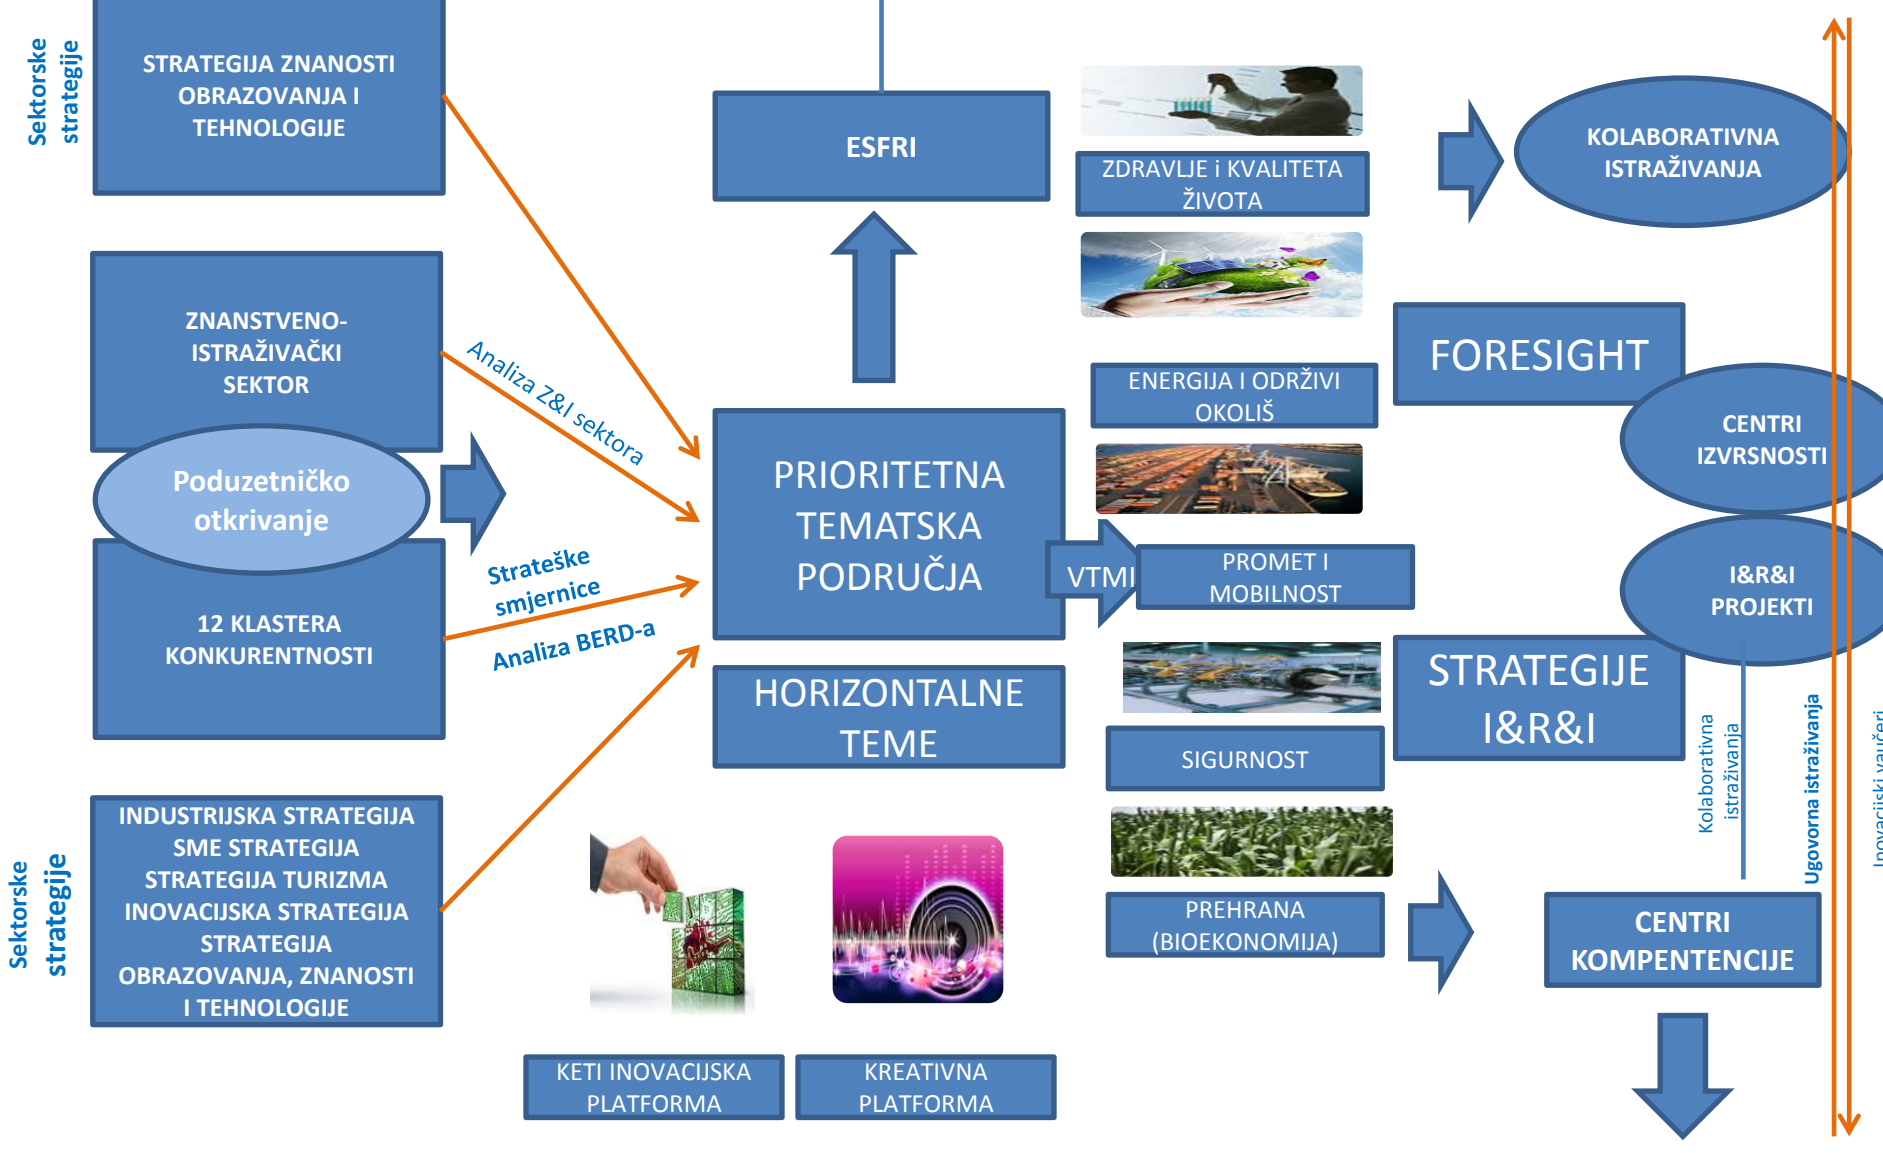 Sektorske
strategije
STRATEGIJA ZNANOSTI
OBRAZOVANJA I
TEHNOLOGIJE
ESFRI
ZDRAVLJE i KVALITETA
ŽIVOTA
KOLABORATIVNA
ISTRAŽIVANJA
ZNANSTVENO-
ISTRAŽIVAČKI
SEKTOR
Analiza Z&I sektora
ENERGIJA I ODRŽIVI
OKOLIŠ
FORESIGHT
CENTRI
IZVRSNOSTI
Poduzetničko
otkrivanje
PRIORITETNA
TEMATSKA
PODRUČJA
VTMI
PROMET I
MOBILNOST
I&R&I
PROJEKTI
Strateške
smjernice
Analiza BERD-a
12 KLASTERA
KONKURENTNOSTI
HORIZONTALNE
TEME
STRATEGIJE
I&R&I
SIGURNOST
Kolaborativna
istraživanja
Ugovorna istraživanja
Inovacijski vaučeri
Sektorske
strategije
INDUSTRIJSKA STRATEGIJA
SME STRATEGIJA
STRATEGIJA TURIZMA
INOVACIJSKA STRATEGIJA
STRATEGIJA
OBRAZOVANJA, ZNANOSTI
I TEHNOLOGIJE
PREHRANA
(BIOEKONOMIJA)
CENTRI
KOMPENTENCIJE
KETI INOVACIJSKA
PLATFORMA
KREATIVNA
PLATFORMA